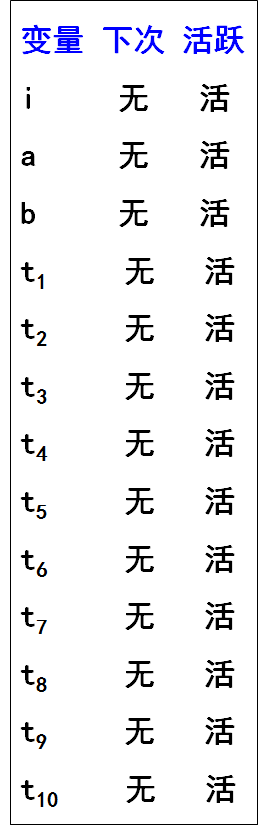 变量 下次 活跃
i 无 活
a 无 活
b 无 活
t₁ 无 活
t₂ 无 活
t₃ 无 活
t₄ 无 活
t₅ 无 活
t₆ 无 活
t₇ 无 活
t₈ 无 活
t₉ 无 活
t₁₀ 无 活